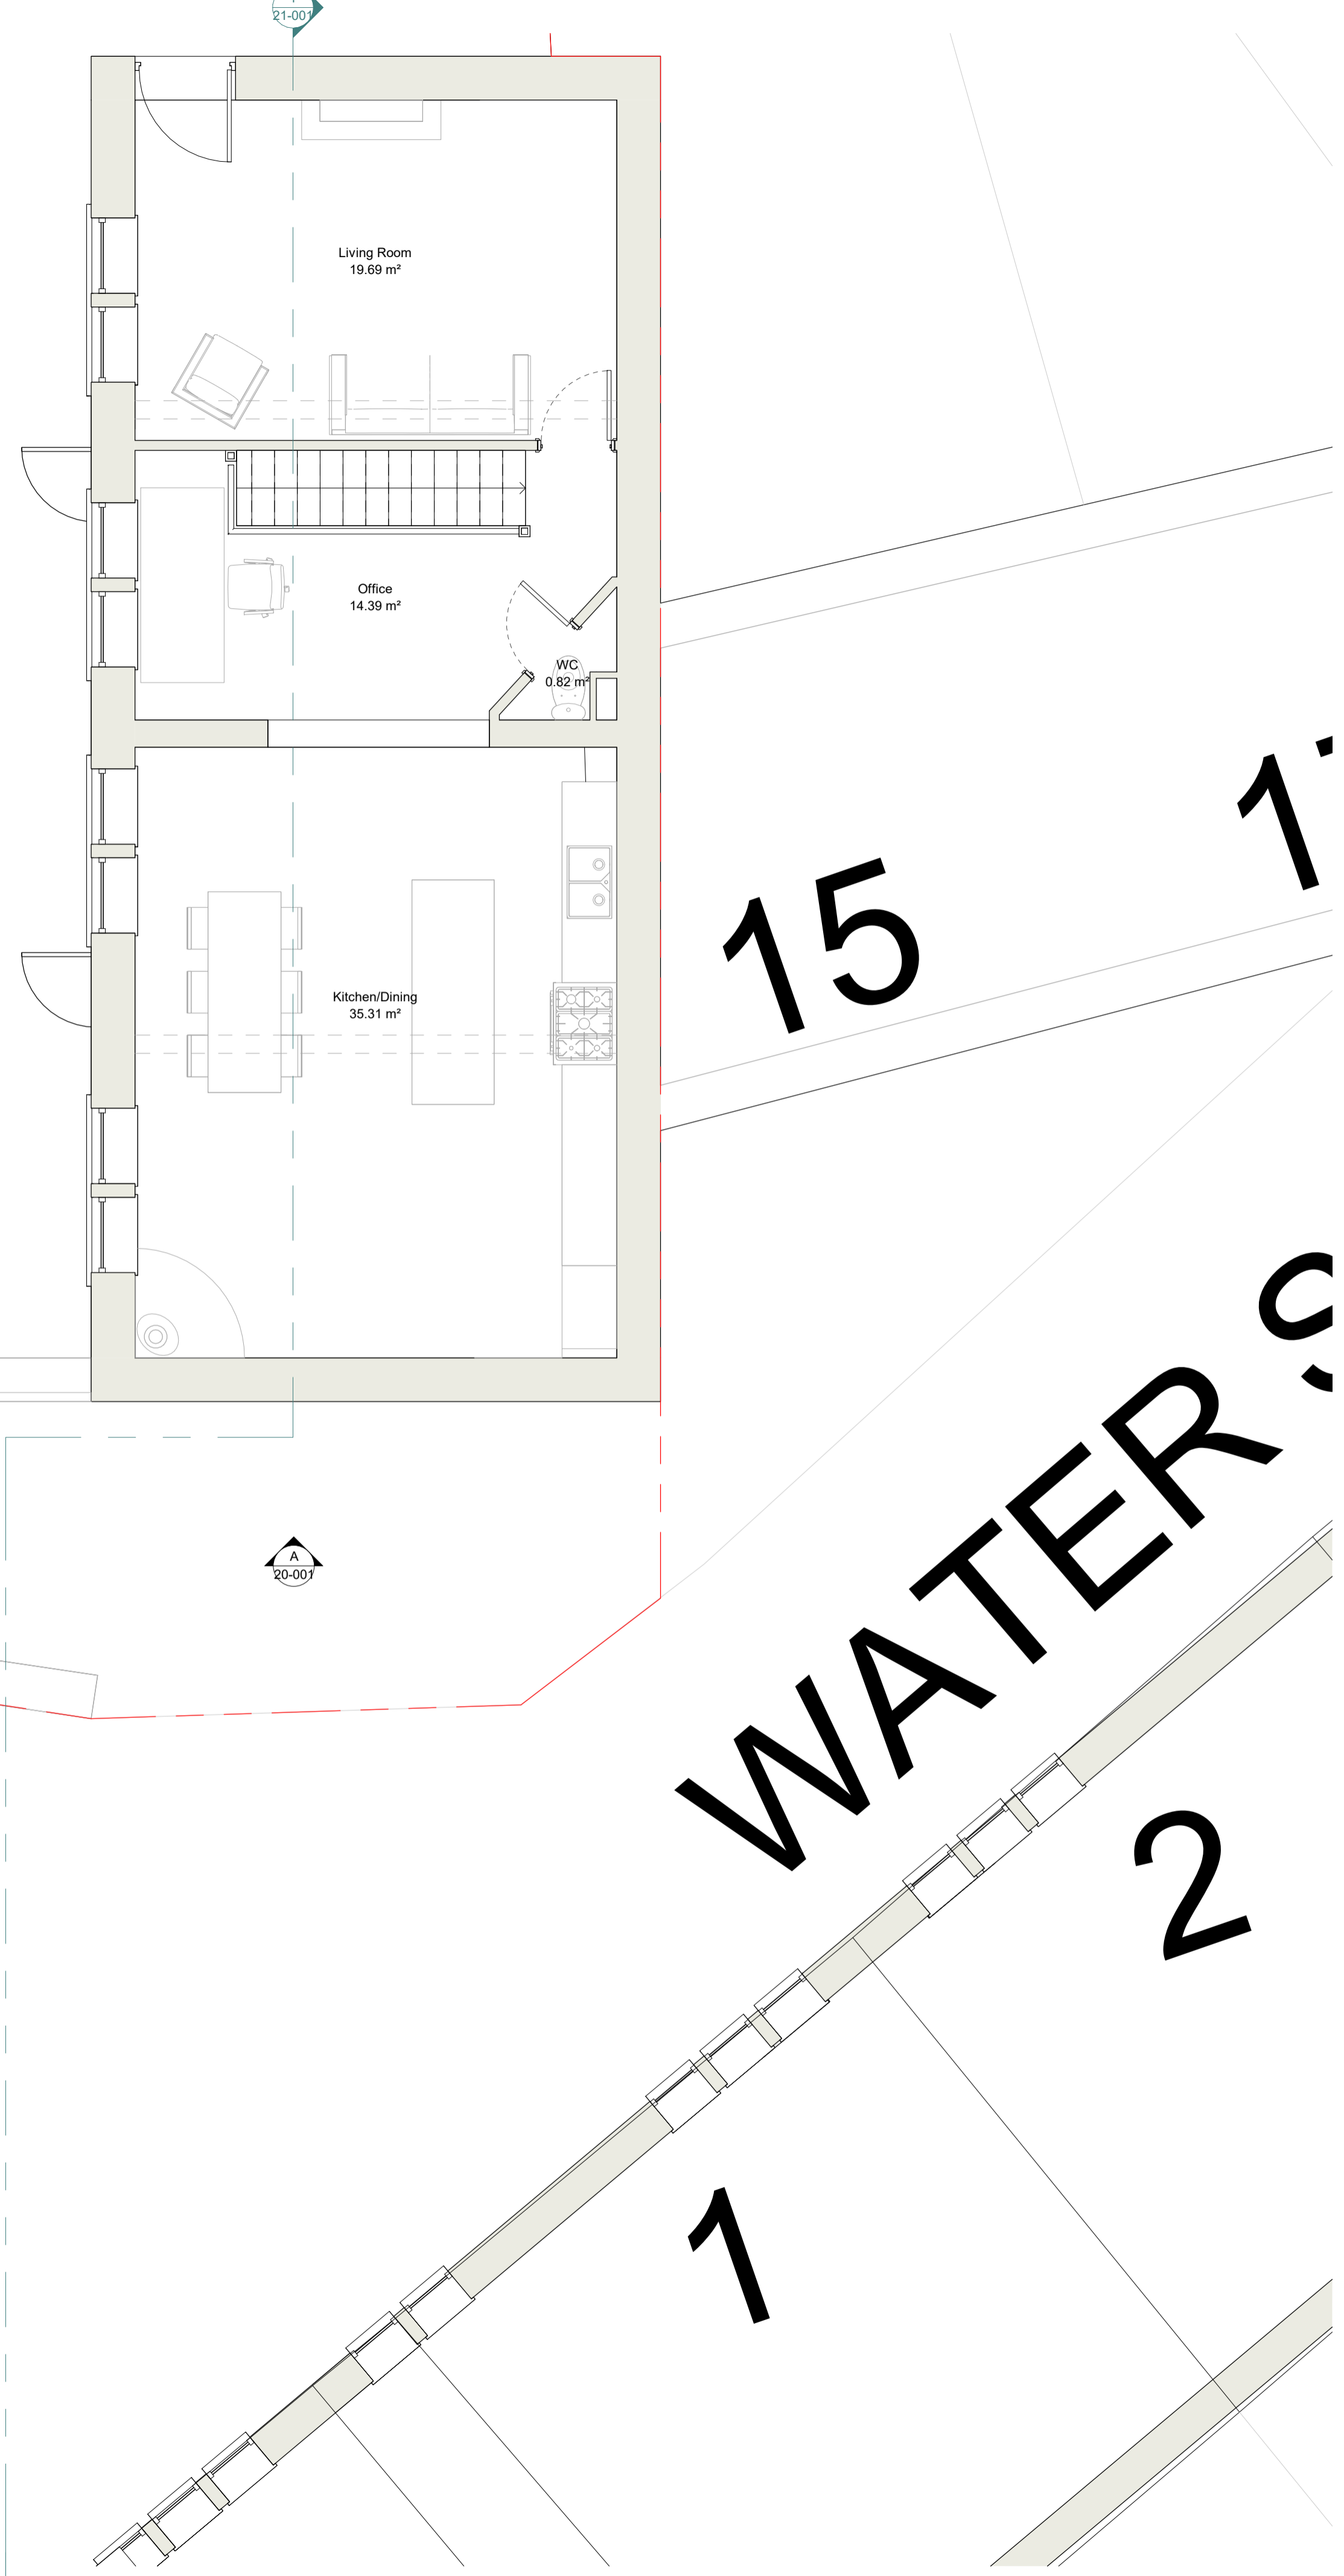 21-001
Living Room
19.69 m²
Office
14.39 m²
WC
0.82 m²
15
Kitchen/Dining
35.31 m²
WATER S
A
20-001
2
1